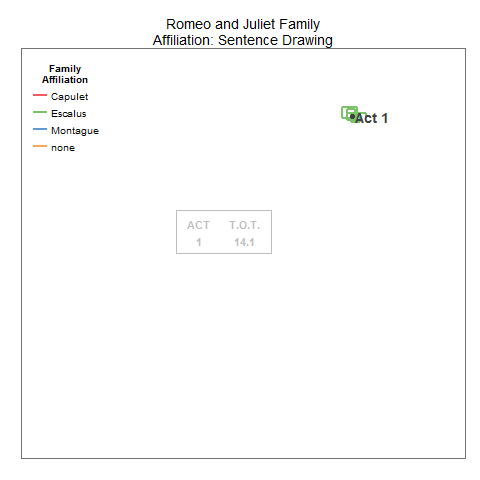 Romeo and Juliet Family
Affiliation: Sentence Drawing
Family
Affiliation
Capulet
Escalus
Montague
none
Act 1
ACT T.O.T.
1 14.1